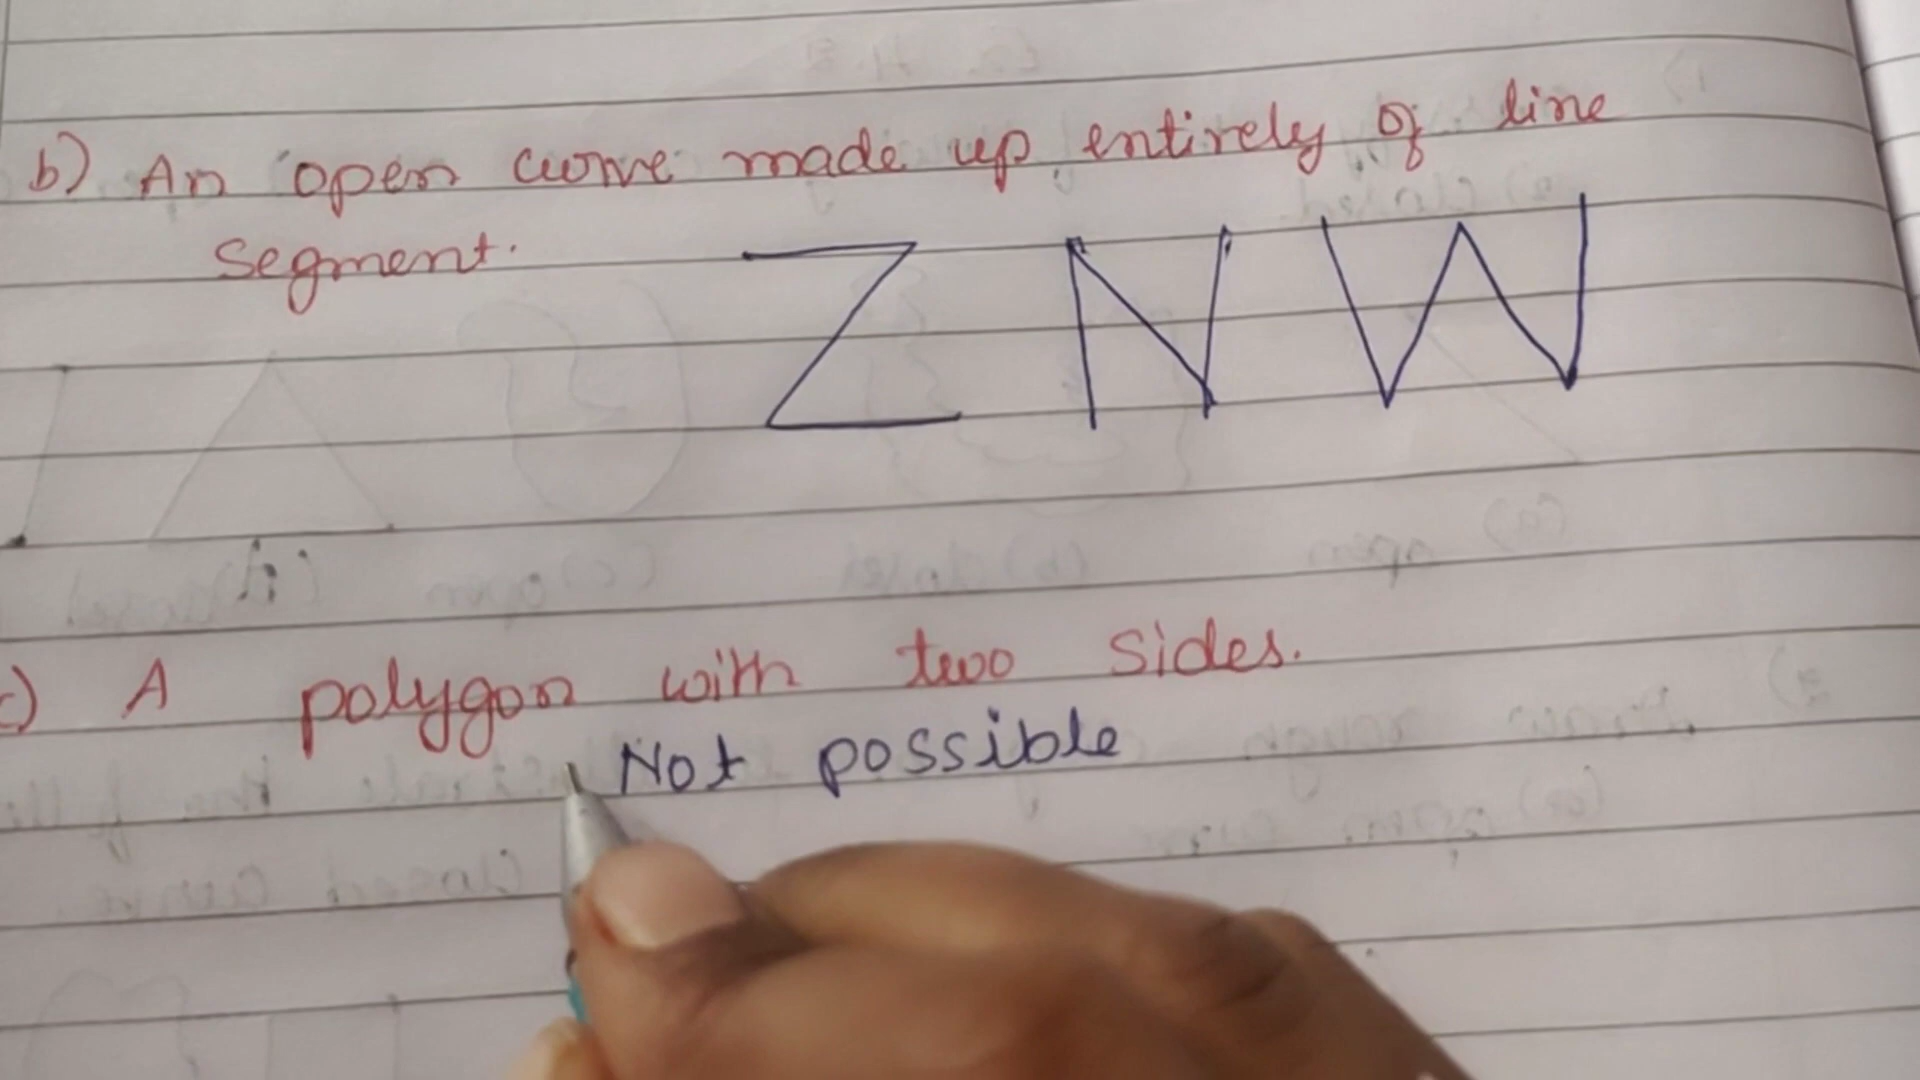 b) An open curve made up entirely of line
segment.
Z N W
c) A polygon with two sides.
Not possible